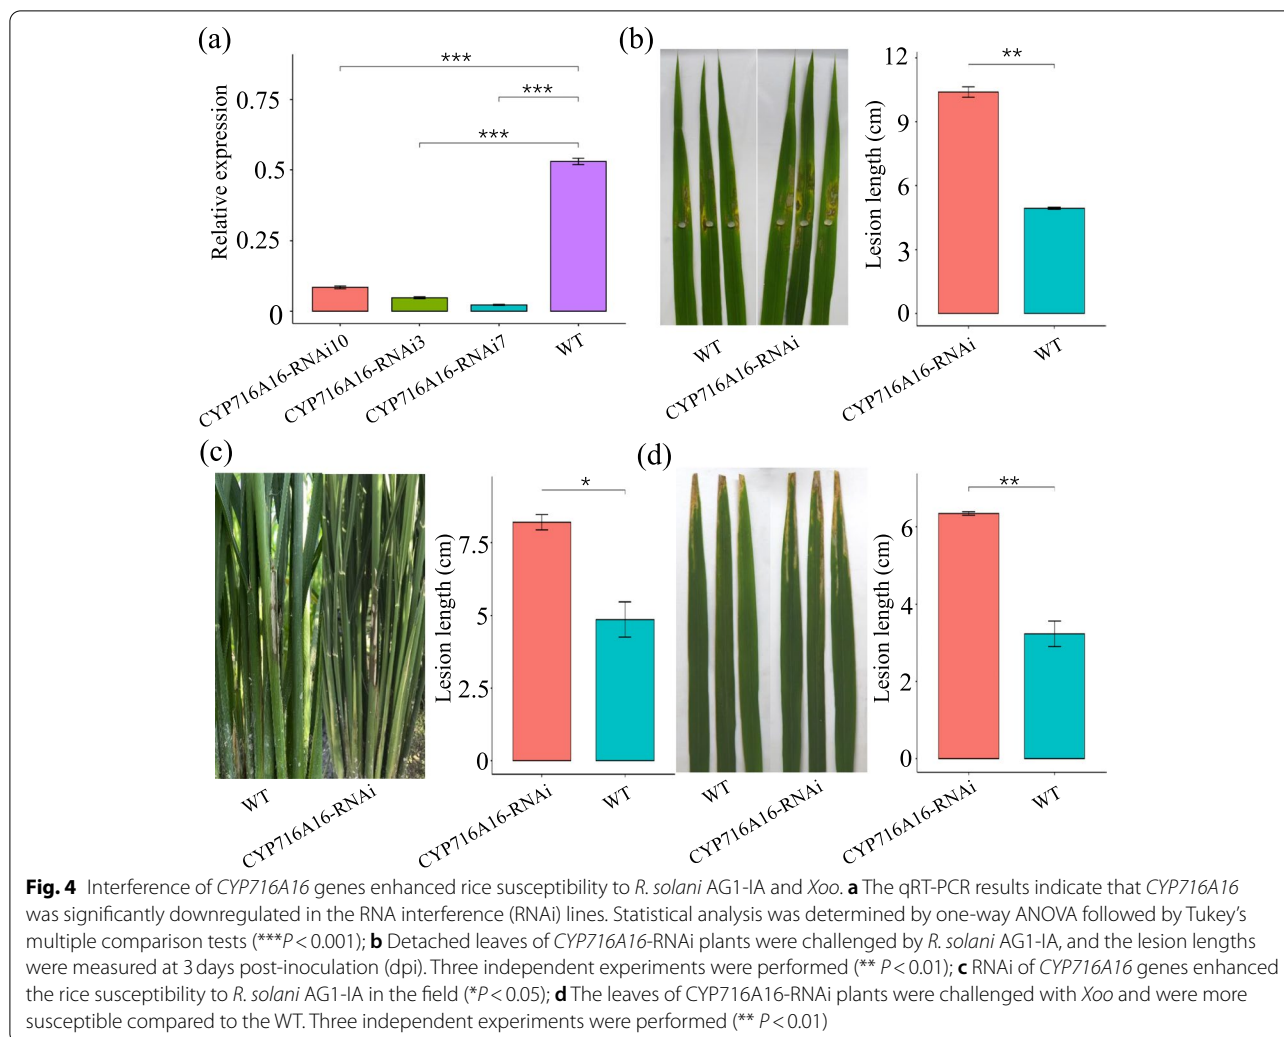 (a)
***
***
***
Relative expression
0.75
0.5
0.25
0
CYP716A16-RNAi10
CYP716A16-RNAi3
CYP716A16-RNAi7
WT
(b)
WT
CYP716A16-RNAi
**
Lesion length (cm)
12
9
6
3
0
CYP716A16-RNAi
WT
(c)
WT
CYP716A16-RNAi
*
Lesion length (cm)
7.5
5
2.5
0
CYP716A16-RNAi
WT
(d)
WT
CYP716A16-RNAi
**
Lesion length (cm)
6
4
2
0
CYP716A16-RNAi
WT
Fig. 4 Interference of CYP716A16 genes enhanced rice susceptibility to R. solani AG1-IA and Xoo. a The qRT-PCR results indicate that CYP716A16
was significantly downregulated in the RNA interference (RNAi) lines. Statistical analysis was determined by one-way ANOVA followed by Tukey's
multiple comparison tests (***P < 0.001); b Detached leaves of CYP716A16-RNAi plants were challenged by R. solani AG1-IA, and the lesion lengths
were measured at 3 days post-inoculation (dpi). Three independent experiments were performed (** P < 0.01); c RNAi of CYP716A16 genes enhanced
the rice susceptibility to R. solani AG1-IA in the field (*P < 0.05); d The leaves of CYP716A16-RNAi plants were challenged with Xoo and were more
susceptible compared to the WT. Three independent experiments were performed (** P < 0.01)